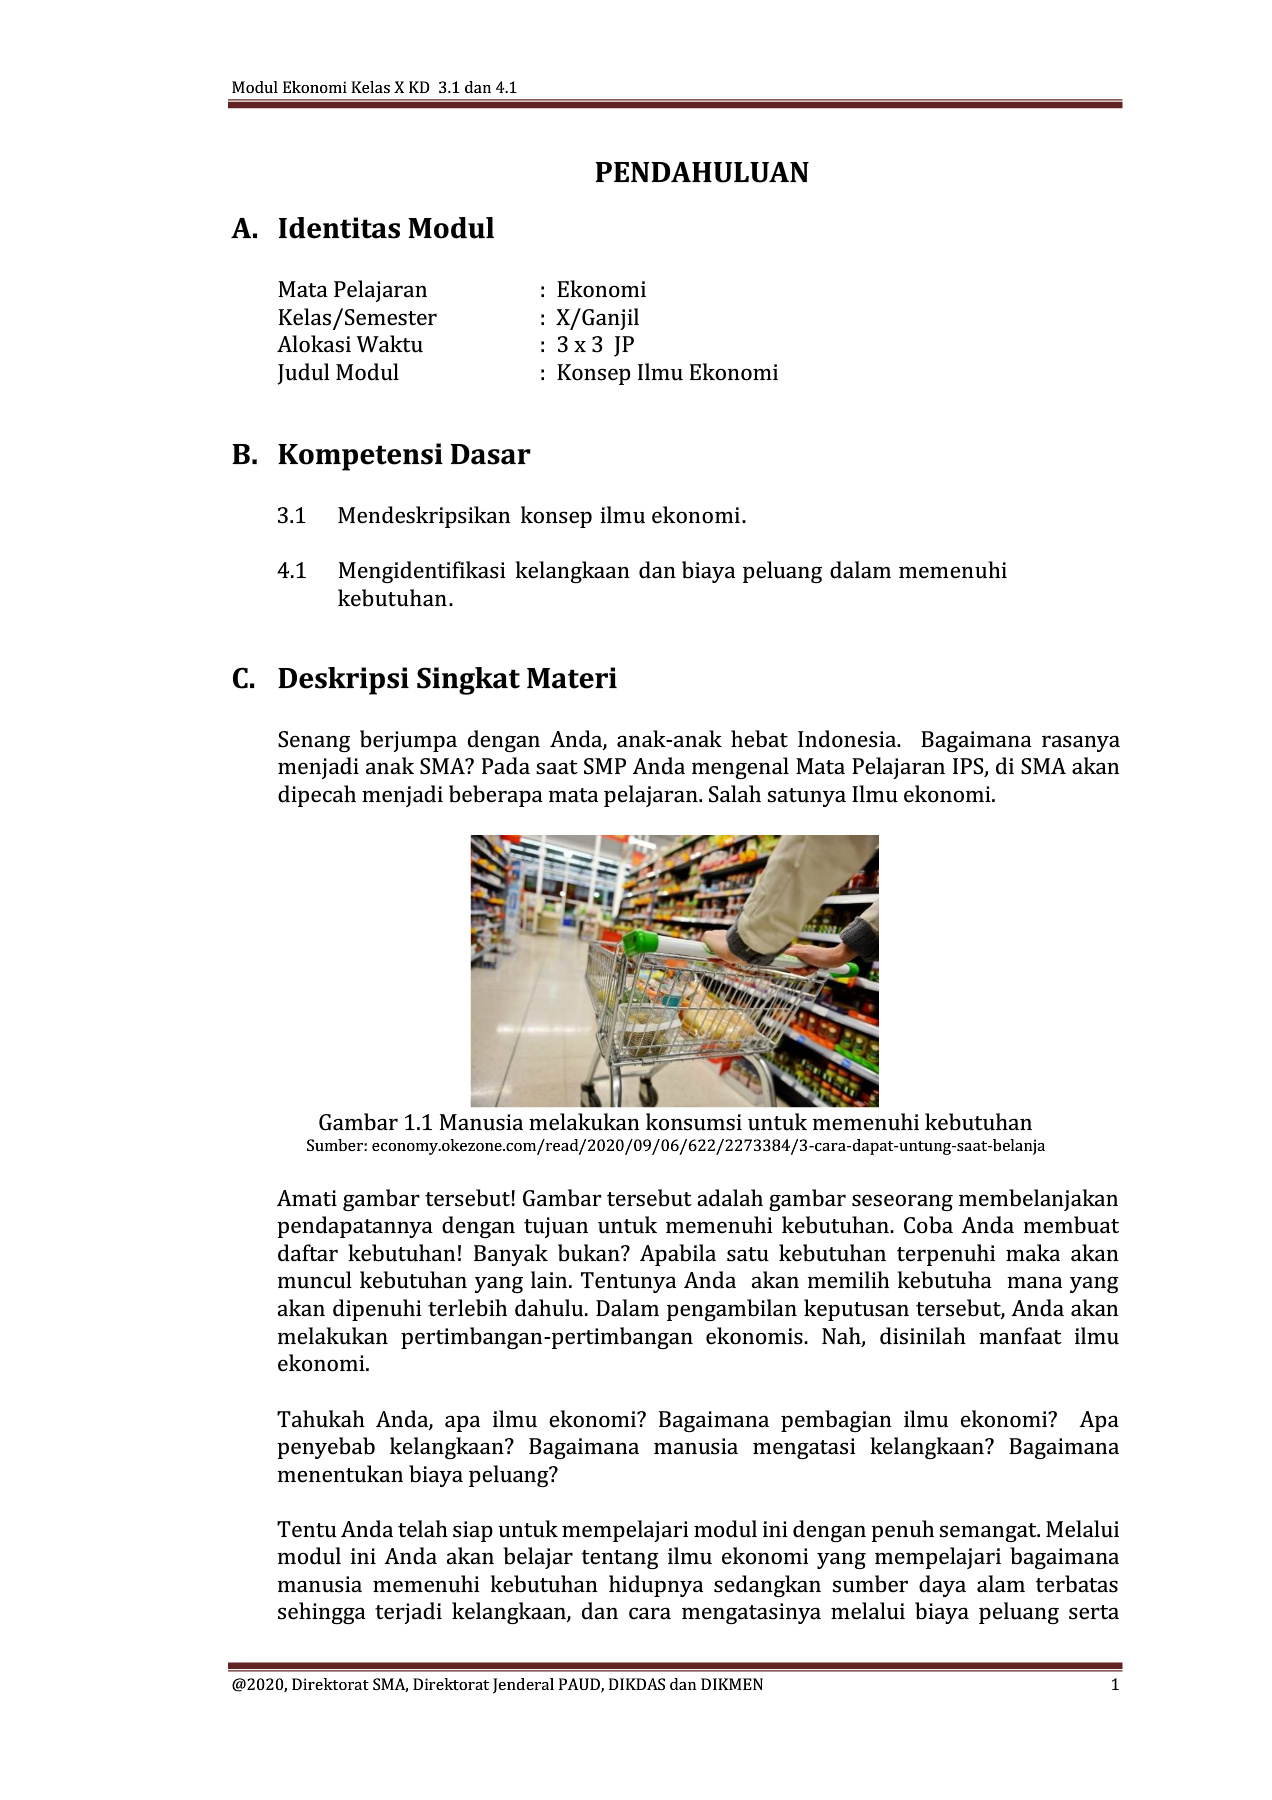 Modul Ekonomi Kelas X KD 3.1 dan 4.1
PENDAHULUAN
A. Identitas Modul
Mata Pelajaran : Ekonomi
Kelas/Semester : X/Ganjil
Alokasi Waktu : 3 x 3 JP
Judul Modul : Konsep Ilmu Ekonomi
B. Kompetensi Dasar
3.1 Mendeskripsikan konsep ilmu ekonomi.
4.1 Mengidentifikasi kelangkaan dan biaya peluang dalam memenuhi
kebutuhan.
C. Deskripsi Singkat Materi
Senang berjumpa dengan Anda, anak-anak hebat Indonesia. Bagaimana rasanya
menjadi anak SMA? Pada saat SMP Anda mengenal Mata Pelajaran IPS, di SMA akan
dipecah menjadi beberapa mata pelajaran. Salah satunya Ilmu ekonomi.
Gambar 1.1 Manusia melakukan konsumsi untuk memenuhi kebutuhan
Sumber: economy.okezone.com/read/2020/09/06/622/2273384/3-cara-dapat-untung-saat-belanja
Amati gambar tersebut! Gambar tersebut adalah gambar seseorang membelanjakan
pendapatannya dengan tujuan untuk memenuhi kebutuhan. Coba Anda membuat
daftar kebutuhan! Banyak bukan? Apabila satu kebutuhan terpenuhi maka akan
muncul kebutuhan yang lain. Tentunya Anda akan memilih kebutuha mana yang
akan dipenuhi terlebih dahulu. Dalam pengambilan keputusan tersebut, Anda akan
melakukan pertimbangan-pertimbangan ekonomis. Nah, disinilah manfaat ilmu
ekonomi.
Tahukah Anda, apa ilmu ekonomi? Bagaimana pembagian ilmu ekonomi? Apa
penyebab kelangkaan? Bagaimana manusia mengatasi kelangkaan? Bagaimana
menentukan biaya peluang?
Tentu Anda telah siap untuk mempelajari modul ini dengan penuh semangat. Melalui
modul ini Anda akan belajar tentang ilmu ekonomi yang mempelajari bagaimana
manusia memenuhi kebutuhan hidupnya sedangkan sumber daya alam terbatas
sehingga terjadi kelangkaan, dan cara mengatasinya melalui biaya peluang serta
@2020, Direktorat SMA, Direktorat Jenderal PAUD, DIKDAS dan DIKMEN 1